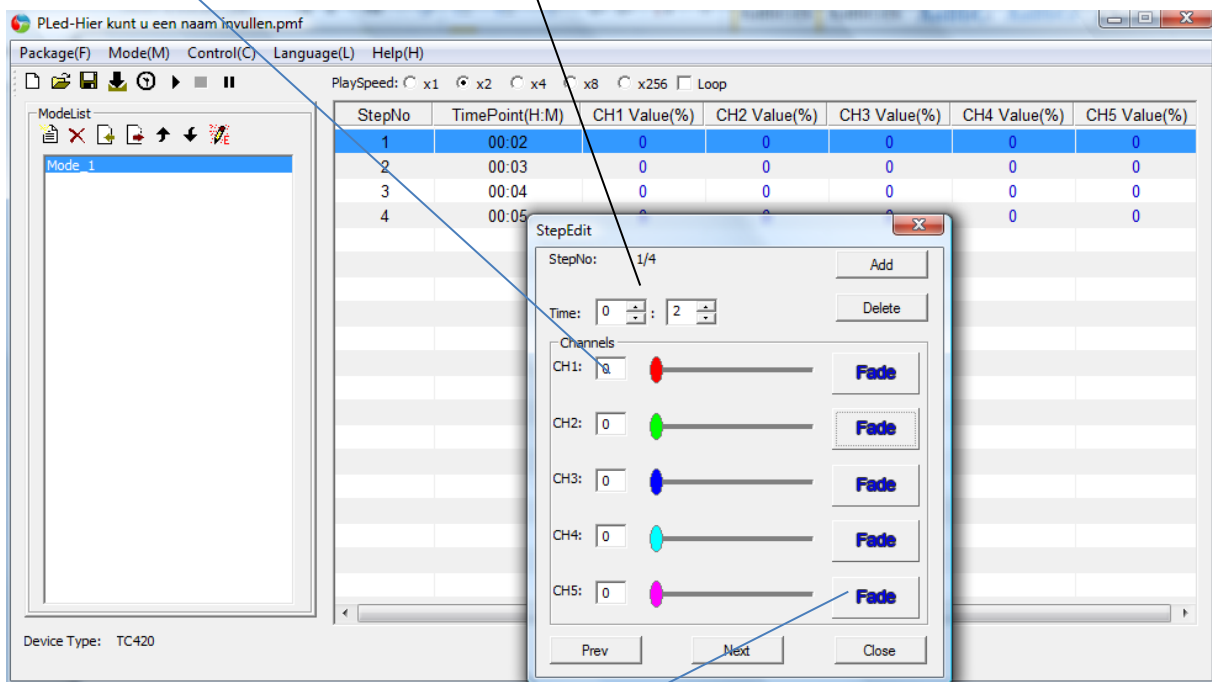 PLed-Hier kunt u een naam invullen.pmf
Package(F) Mode(M) Control(C) Language(L) Help(H)
PlaySpeed: x1 x2 x4 x8 x256 Loop
ModeList
Mode_1
StepNo TimePoint(H:M) CH1 Value(%) CH2 Value(%) CH3 Value(%) CH4 Value(%) CH5 Value(%)
1 00:02 0 0 0 0 0
2 00:03 0 0 0 0 0
3 00:04 0 0 0 0 0
4 00:05 0 0
StepEdit
StepNo: 1/4
Add
Time: 0 : 2
Delete
Channels
CH1: 0 Fade
CH2: 0 Fade
CH3: 0 Fade
CH4: 0 Fade
CH5: 0 Fade
Prev Next Close
Device Type: TC420